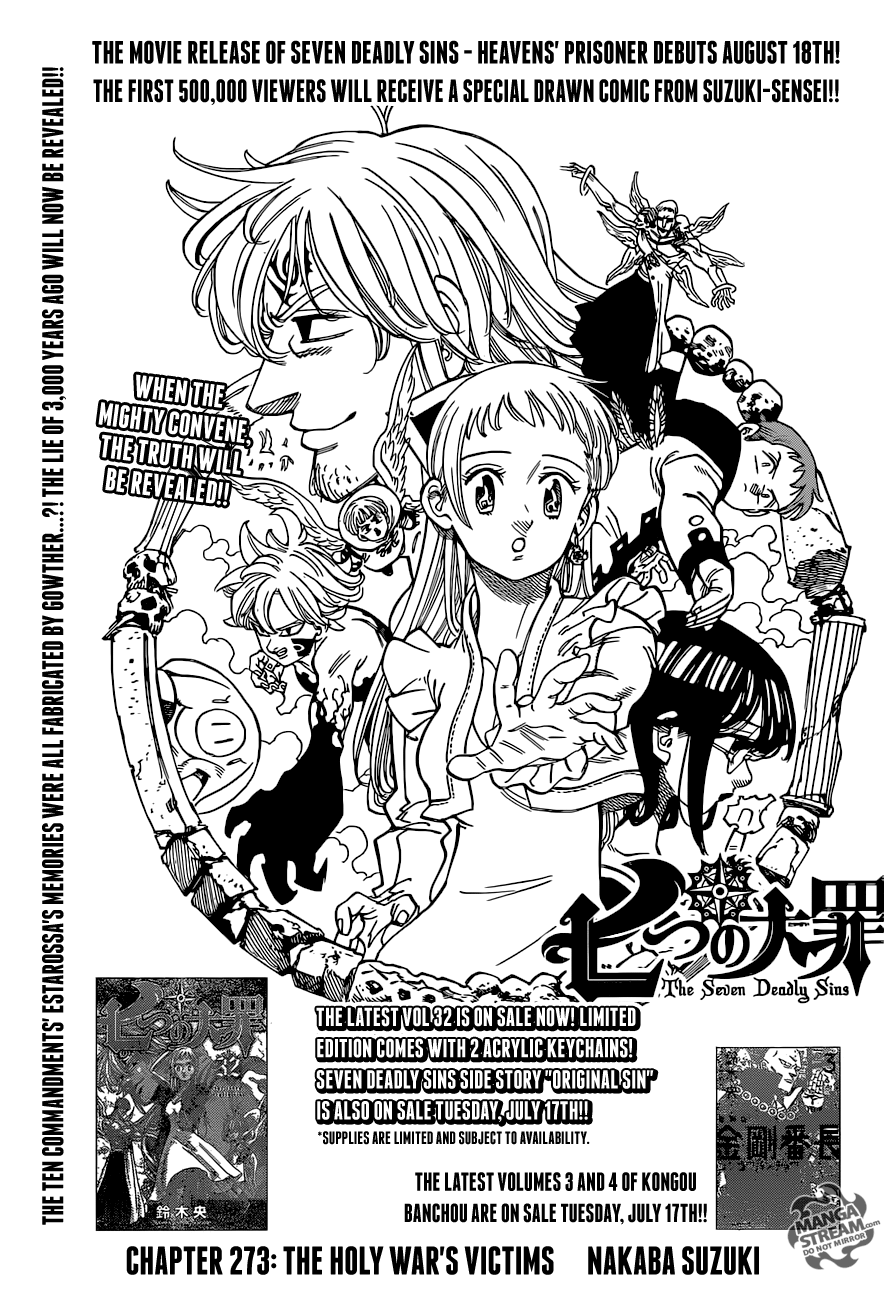 THE MOVIE RELEASE OF SEVEN DEADLY SINS - HEAVENS' PRISONER DEBUTS AUGUST 18TH!
THE FIRST 500,000 VIEWERS WILL RECEIVE A SPECIAL DRAWN COMIC FROM SUZUKI-SENSEI!!
THE TEN COMMANDMENTS' ESTAROSSA'S MEMORIES WERE ALL FABRICATED BY GOWTHER...?! THE LIE OF 3,000 YEARS AGO WILL NOW BE REVEALED!!
WHEN THE
MIGHTY CONVENE,
THE TRUTH WILL
BE REVEALED!!
七つの大罪
The Seven Deadly Sins
七つの大罪
32
鈴木央
THE LATEST VOL 32 IS ON SALE NOW! LIMITED
EDITION COMES WITH 2 ACRYLIC KEYCHAINS!
SEVEN DEADLY SINS SIDE STORY "ORIGINAL SIN"
IS ALSO ON SALE TUESDAY, JULY 17TH!!
*SUPPLIES ARE LIMITED AND SUBJECT TO AVAILABILITY.
3
金剛番長
THE LATEST VOLUMES 3 AND 4 OF KONGOU
BANCHOU ARE ON SALE TUESDAY, JULY 17TH!!
MANGA
STREAM.com
DO NOT MIRROR
CHAPTER 273: THE HOLY WAR'S VICTIMS NAKABA SUZUKI